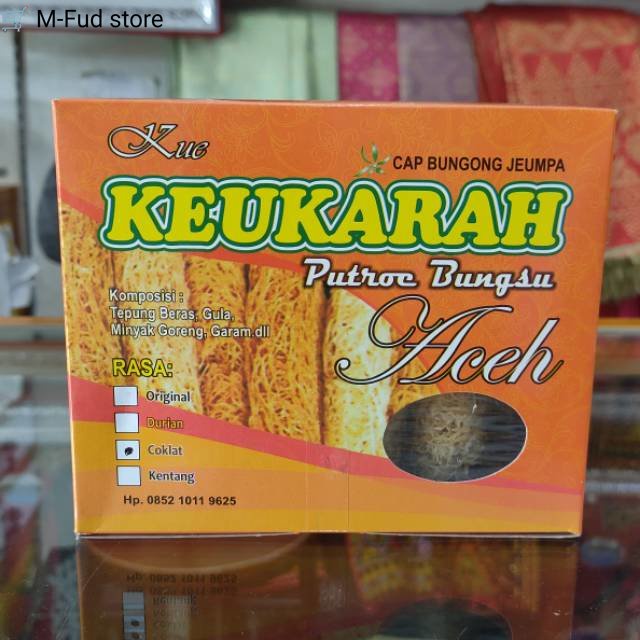 M-Fud store
Kue
CAP BUNGONG JEUMPA
KEUKARAH
Putroe Bungsu
Aceh
Komposisi :
Tepung Beras, Gula,
Minyak Goreng, Garam.dll
RASA:
Original
Durian
Coklat
Kentang
Hp. 0852 1011 9625